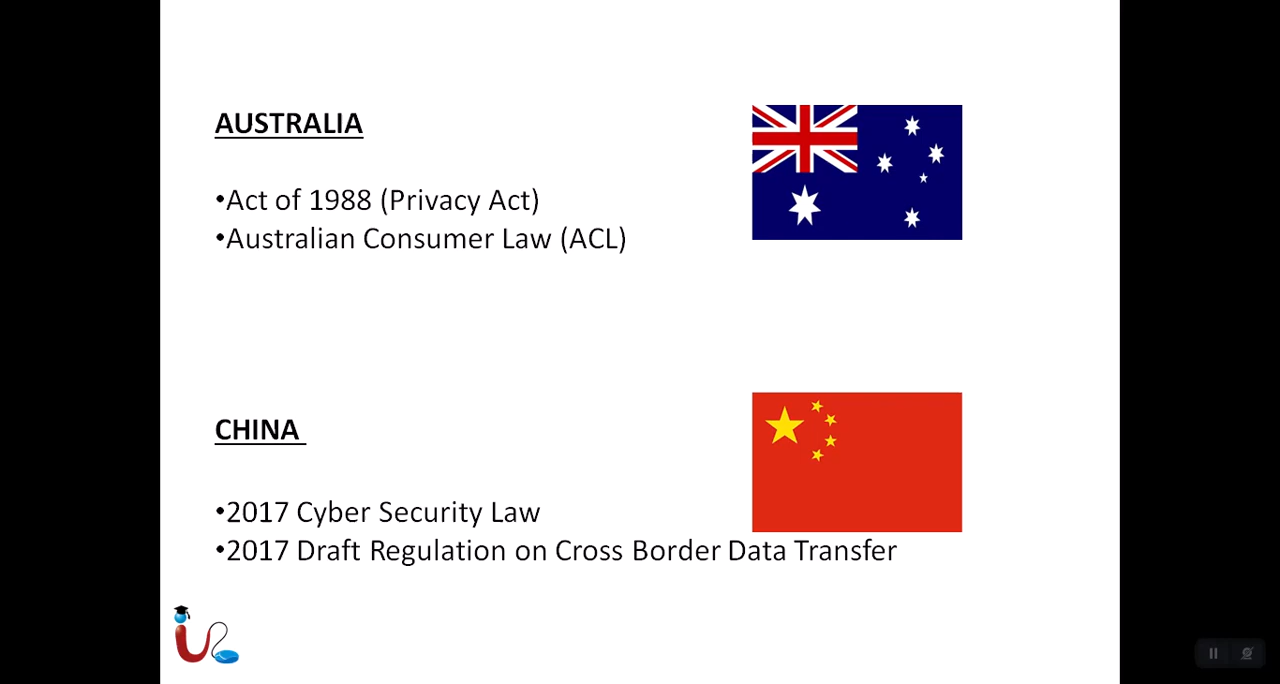 AUSTRALIA
•Act of 1988 (Privacy Act)
•Australian Consumer Law (ACL)
CHINA
•2017 Cyber Security Law
•2017 Draft Regulation on Cross Border Data Transfer